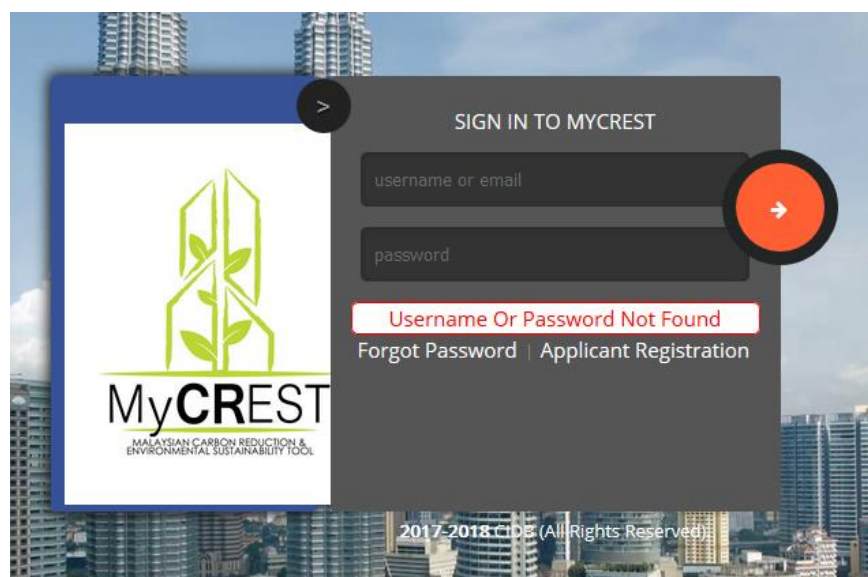 >
SIGN IN TO MYCREST
username or email
password
Username Or Password Not Found
Forgot Password | Applicant Registration
MyCREST
MALAYSIAN CARBON REDUCTION &
ENVIRONMENTAL SUSTAINABILITY TOOL
2017-2018 CIDB (All Rights Reserved).